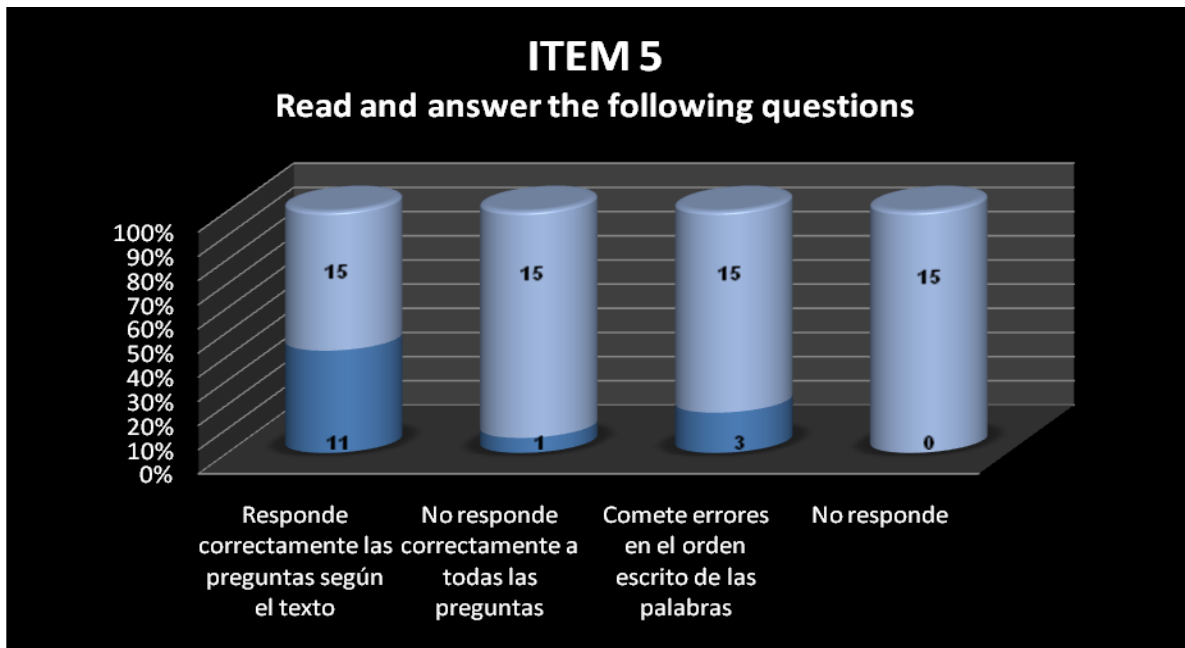 ITEM 5
Read and answer the following questions
100%
90%
80%
70%
60%
50%
40%
30%
20%
10%
0%
15
15
15
15
11
1
3
0
Responde
correctamente las
preguntas según
el texto
No responde
correctamente a
todas las
preguntas
Comete errores
en el orden
escrito de las
palabras
No responde